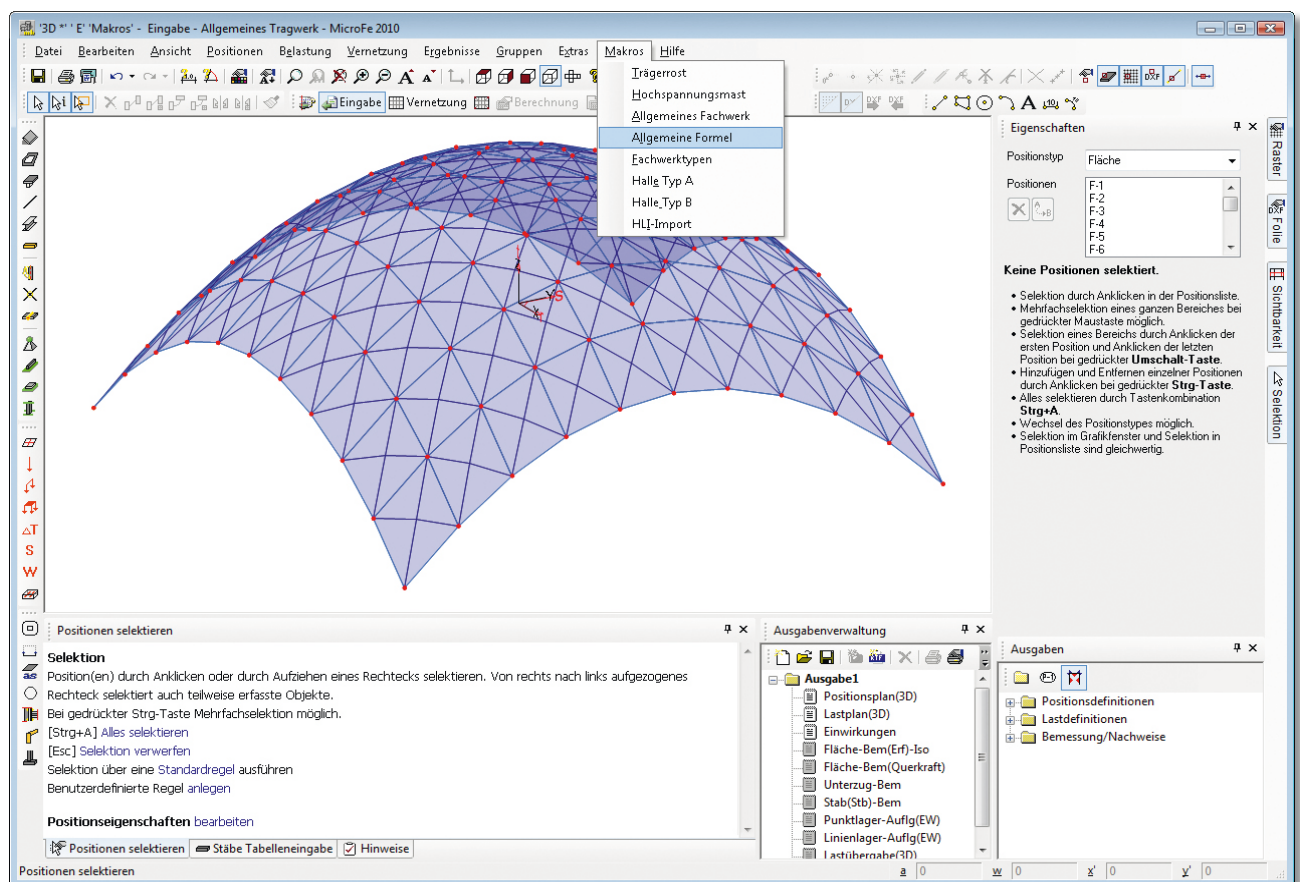 '3D *' ' E' 'Makros' - Eingabe - Allgemeines Tragwerk - MicroFe 2010
Datei Bearbeiten Ansicht Positionen Belastung Vernetzung Ergebnisse Gruppen Extras Makros Hilfe
Trägerrost
Hochspannungsmast
Allgemeines Fachwerk
Allgemeine Formel
Fachwerktypen
Halle Typ A
Halle_Typ B
HLI-Import
Eingabe Vernetzung Berechnung
DXF
DXF DXF
A
Eigenschaften
Positionstyp Fläche
Positionen F-1
F-2
F-3
F-4
F-5
F-6
Keine Positionen selektiert.
• Selektion durch Anklicken in der Positionsliste.
• Mehrfachselektion eines ganzen Bereiches bei
gedrückter Maustaste möglich.
• Selektion eines Bereichs durch Anklicken der
ersten Position und Anklicken der letzten
Position bei gedrückter Umschalt-Taste.
• Hinzufügen und Entfernen einzelner Positionen
durch Anklicken bei gedrückter Strg-Taste.
• Alles selektieren durch Tastenkombination
Strg+A.
• Wechsel des Positionstypes möglich.
• Selektion im Grafikfenster und Selektion in
Positionsliste sind gleichwertig.
Raster
DXF Folie
Sichtbarkeit
Selektion
ΔT
S
W
Positionen selektieren
Selektion
Position(en) durch Anklicken oder durch Aufziehen eines Rechtecks selektieren. Von rechts nach links aufgezogenes
Rechteck selektiert auch teilweise erfasste Objekte.
Bei gedrückter Strg-Taste Mehrfachselektion möglich.
[Strg+A] Alles selektieren
[Esc] Selektion verwerfen
Selektion über eine Standardregel ausführen
Benutzerdefinierte Regel anlegen
Positionseigenschaften bearbeiten
Positionen selektieren Stäbe Tabelleneingabe Hinweise
Ausgabenverwaltung
Ausgabe1
Positionsplan(3D)
Lastplan(3D)
Einwirkungen
Fläche-Bem(Erf)-Iso
Fläche-Bem(Querkraft)
Unterzug-Bem
Stab(Stb)-Bem
Punktlager-Auflg(EW)
Linienlager-Auflg(EW)
Lastübergabe(3D)
Ausgaben
Positionsdefinitionen
Lastdefinitionen
Bemessung/Nachweise
Positionen selektieren
a 0 w 0 x' 0 y' 0